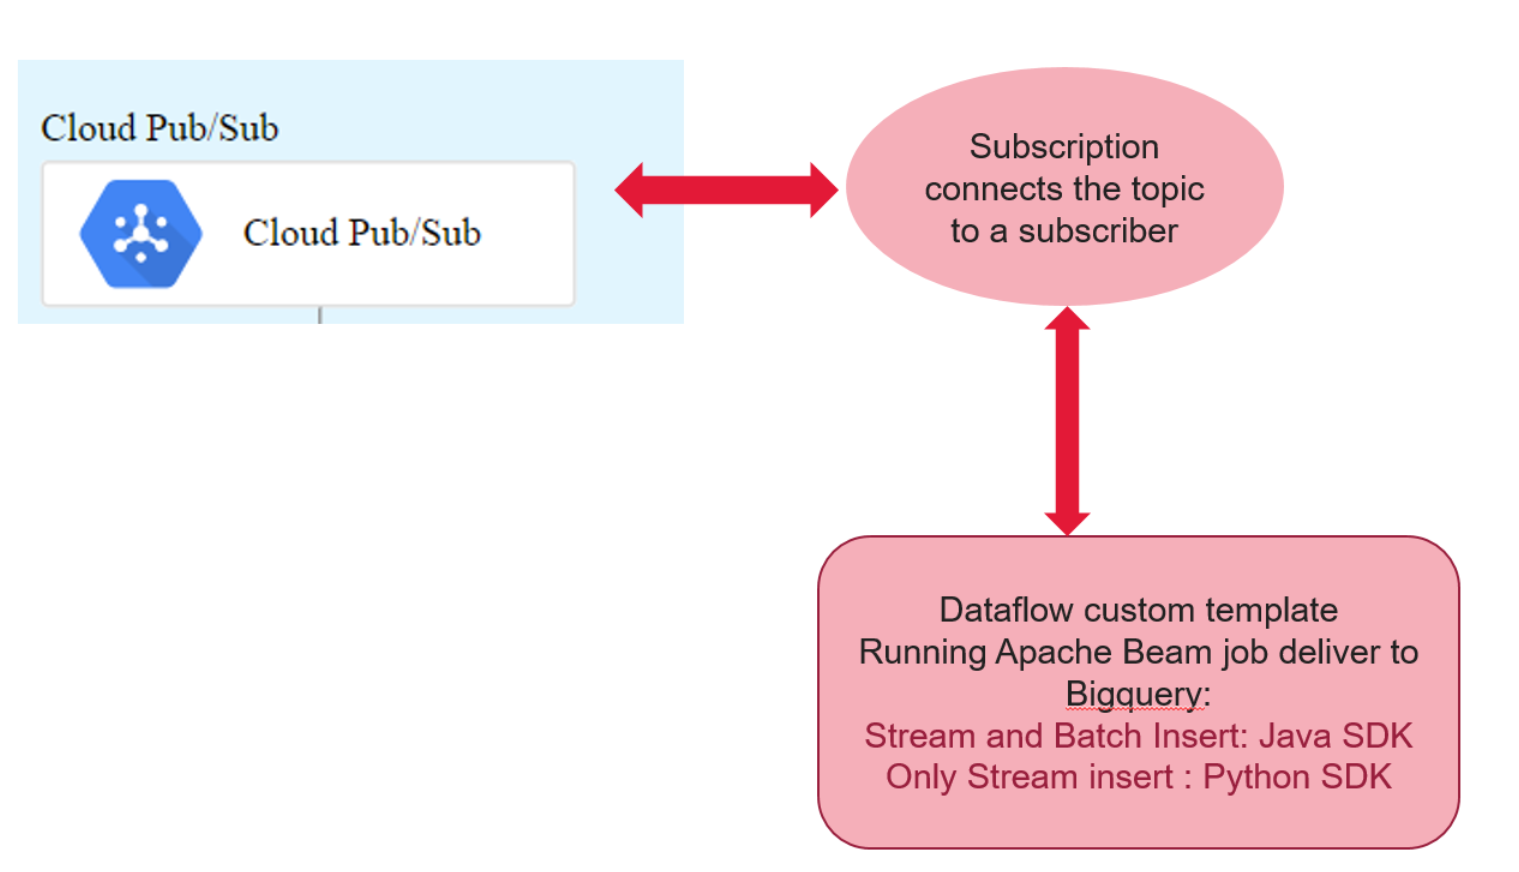 Cloud Pub/Sub
Cloud Pub/Sub
Subscription
connects the topic
to a subscriber
Dataflow custom template
Running Apache Beam job deliver to
Bigquery:
Stream and Batch Insert: Java SDK
Only Stream insert : Python SDK